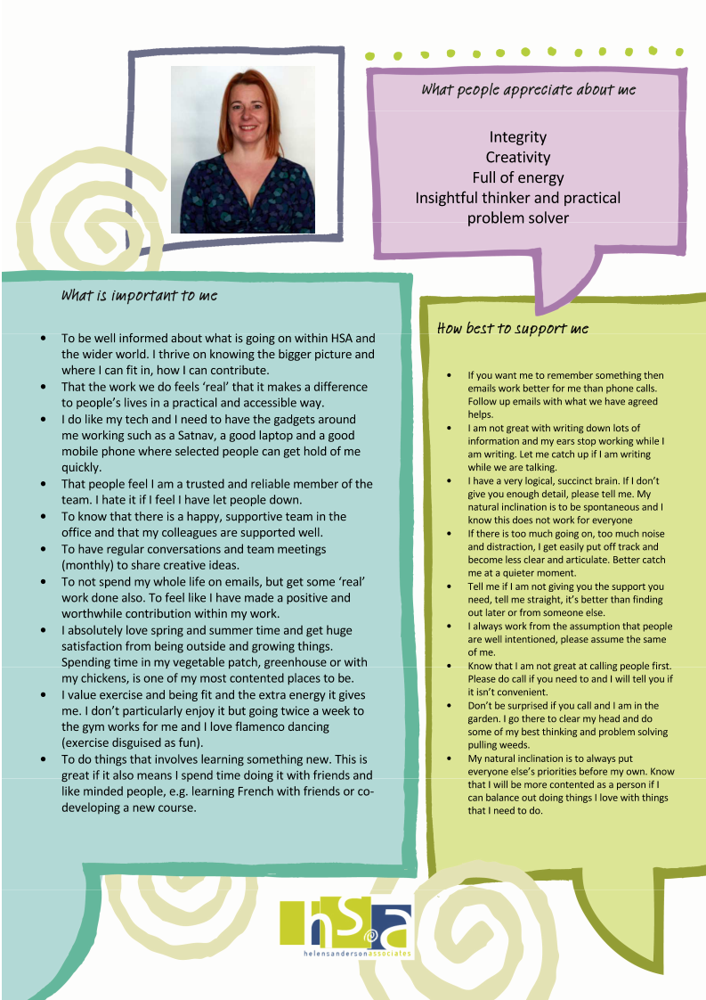 What people appreciate about me
Integrity
Creativity
Full of energy
Insightful thinker and practical
problem solver
What is important to me
• To be well informed about what is going on within HSA and
the wider world. I thrive on knowing the bigger picture and
where I can fit in, how I can contribute.
• That the work we do feels ‘real’ that it makes a difference
to people’s lives in a practical and accessible way.
• I do like my tech and I need to have the gadgets around
me working such as a Satnav, a good laptop and a good
mobile phone where selected people can get hold of me
quickly.
• That people feel I am a trusted and reliable member of the
team. I hate it if I feel I have let people down.
• To know that there is a happy, supportive team in the
office and that my colleagues are supported well.
• To have regular conversations and team meetings
(monthly) to share creative ideas.
• To not spend my whole life on emails, but get some ‘real’
work done also. To feel like I have made a positive and
worthwhile contribution within my work.
• I absolutely love spring and summer time and get huge
satisfaction from being outside and growing things.
Spending time in my vegetable patch, greenhouse or with
my chickens, is one of my most contented places to be.
• I value exercise and being fit and the extra energy it gives
me. I don’t particularly enjoy it but going twice a week to
the gym works for me and I love flamenco dancing
(exercise disguised as fun).
• To do things that involves learning something new. This is
great if it also means I spend time doing it with friends and
like minded people, e.g. learning French with friends or co-
developing a new course.
How best to support me
• If you want me to remember something then
emails work better for me than phone calls.
Follow up emails with what we have agreed
helps.
• I am not great with writing down lots of
information and my ears stop working while I
am writing. Let me catch up if I am writing
while we are talking.
• I have a very logical, succinct brain. If I don’t
give you enough detail, please tell me. My
natural inclination is to be spontaneous and I
know this does not work for everyone
• If there is too much going on, too much noise
and distraction, I get easily put off track and
become less clear and articulate. Better catch
me at a quieter moment.
• Tell me if I am not giving you the support you
need, tell me straight, it’s better than finding
out later or from someone else.
• I always work from the assumption that people
are well intentioned, please assume the same
of me.
• Know that I am not great at calling people first.
Please do call if you need to and I will tell you if
it isn’t convenient.
• Don’t be surprised if you call and I am in the
garden. I go there to clear my head and do
some of my best thinking and problem solving
pulling weeds.
• My natural inclination is to always put
everyone else’s priorities before my own. Know
that I will be more contented as a person if I
can balance out doing things I love with things
that I need to do.
hsa
helensandersonassociates